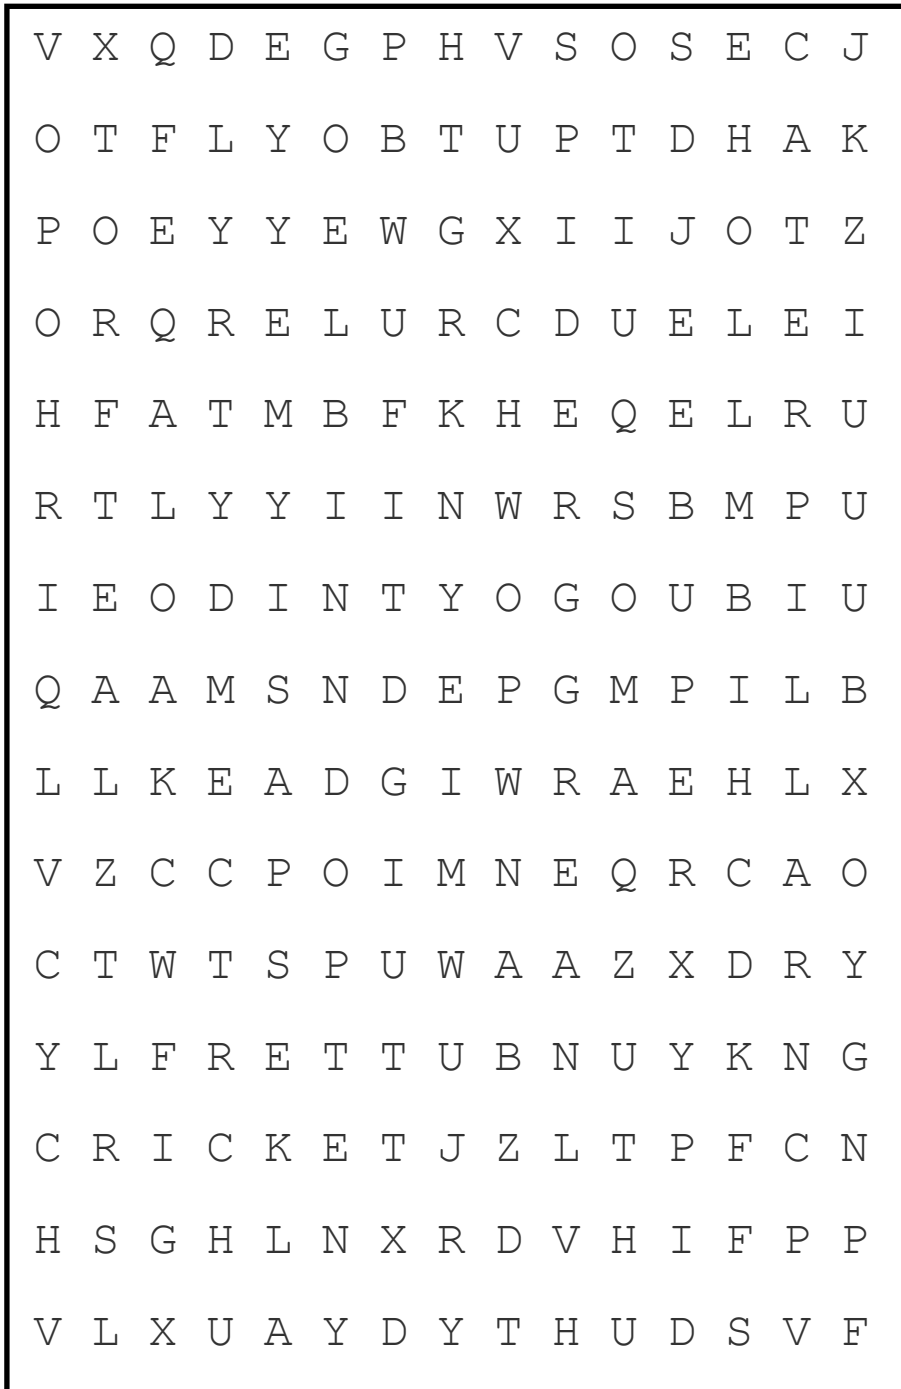 V X Q D E G P H V S O S E C J
O T F L Y O B T U P T D H A K
P O E Y Y E W G X I I J O T Z
O R Q R E L U R C D U E L E I
H F A T M B F K H E Q E L R U
R T L Y Y I I N W R S B M P U
I E O D I N T Y O G O U B I U
Q A A M S N D E P G M P I L B
L L K E A D G I W R A E H L X
V Z C C P O I M N E Q R C A O
C T W T S P U W A A Z X D R Y
Y L F R E T T U B N U Y K N G
C R I C K E T J Z L T P F C N
H S G H L N X R D V H I F P P
V L X U A Y D Y T H U D S V F